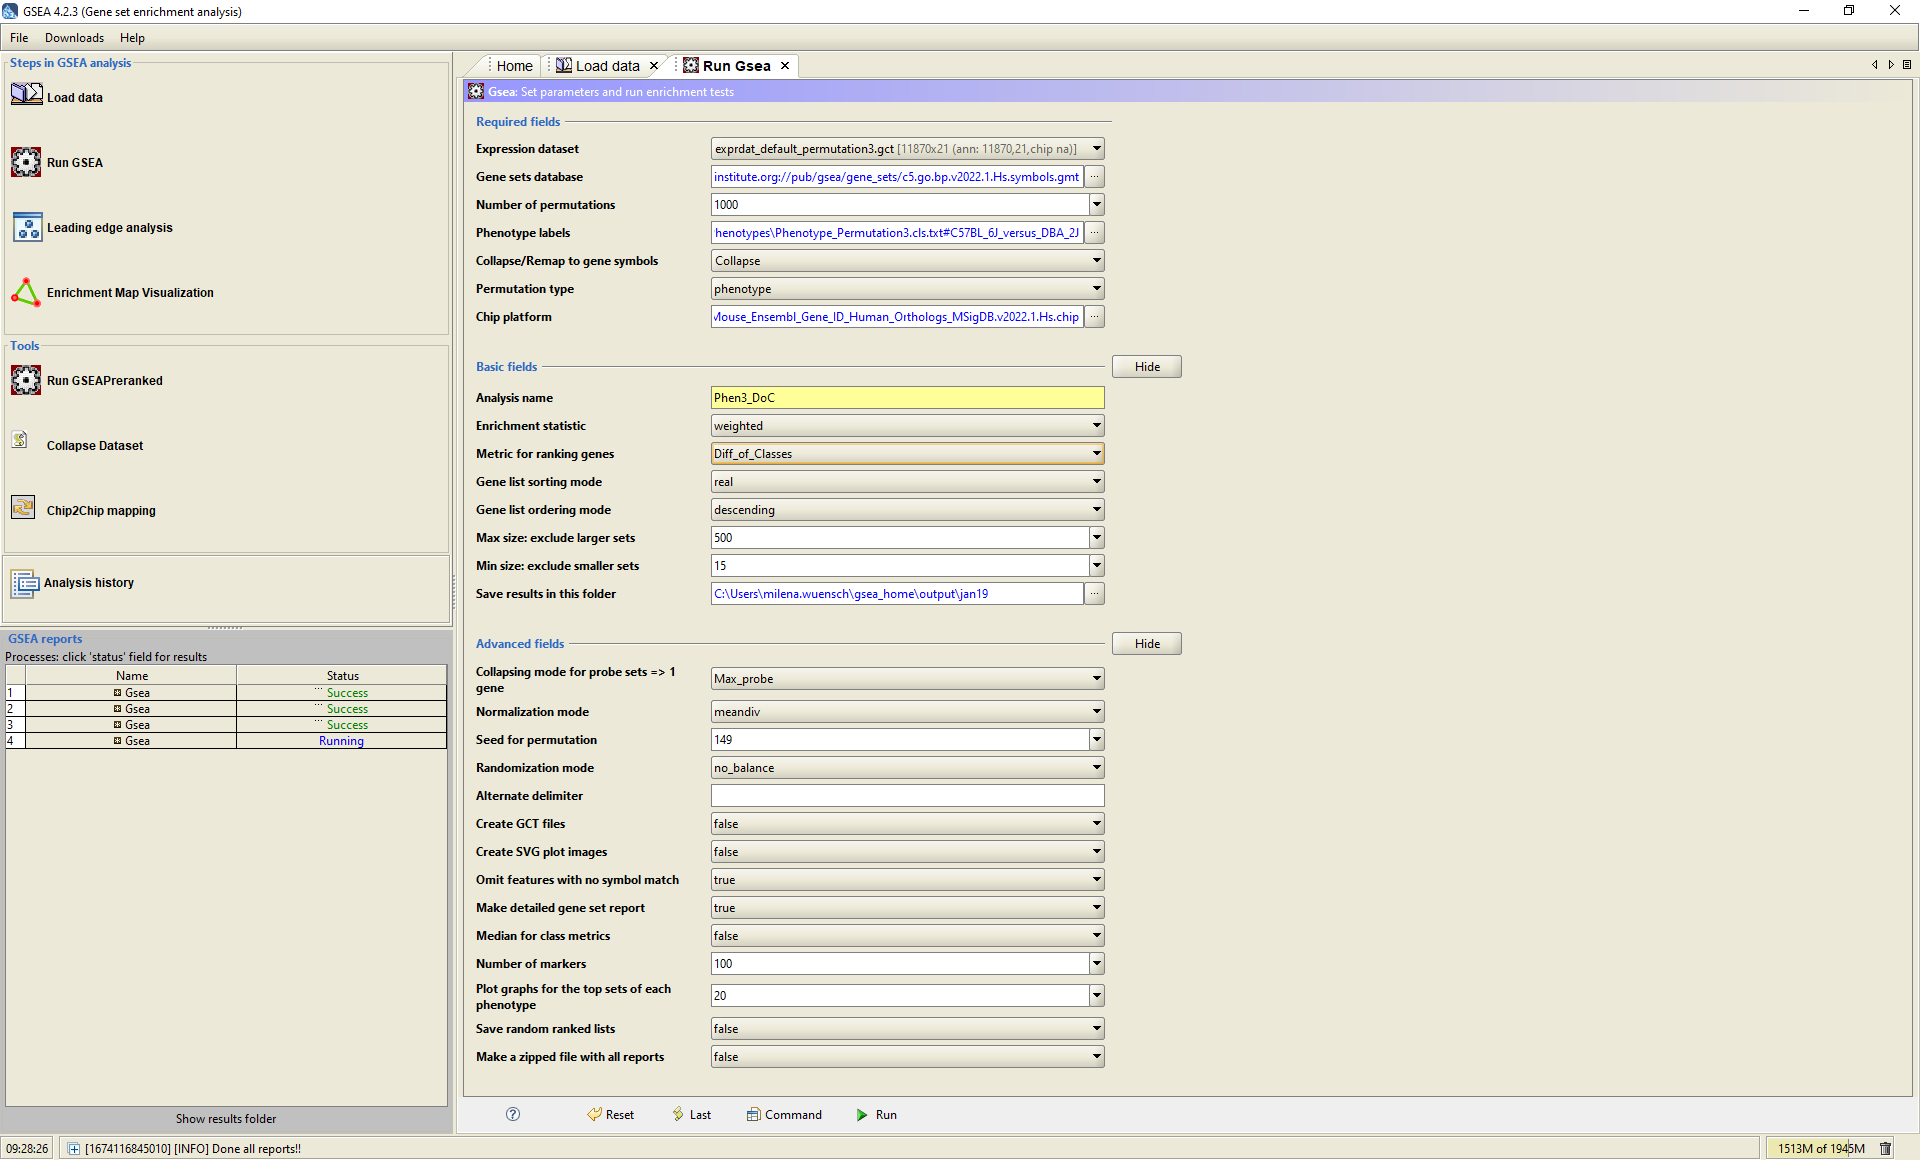 GSEA 4.2.3 (Gene set enrichment analysis)
File Downloads Help
Steps in GSEA analysis
Load data
Run GSEA
Leading edge analysis
Enrichment Map Visualization
Tools
Run GSEAPreranked
Collapse Dataset
Chip2Chip mapping
Analysis history
GSEA reports
Processes: click 'status' field for results
Name Status
1 Gsea ... Success
2 Gsea ... Success
3 Gsea ... Success
4 Gsea Running
Show results folder
Home Load data Run Gsea
Gsea: Set parameters and run enrichment tests
Required fields
Expression dataset exprdat_default_permutation3.gct [11870x21 (ann: 11870,21,chip na)]
Gene sets database institute.org://pub/gsea/gene_sets/c5.go.bp.v2022.1.Hs.symbols.gmt ...
Number of permutations 1000
Phenotype labels henotypes\Phenotype_Permutation3.cls.txt#C57BL_6J_versus_DBA_2J ...
Collapse/Remap to gene symbols Collapse
Permutation type phenotype
Chip platform Mouse_Ensembl_Gene_ID_Human_Orthologs_MSigDB.v2022.1.Hs.chip ...
Basic fields Hide
Analysis name Phen3_DoC
Enrichment statistic weighted
Metric for ranking genes Diff_of_Classes
Gene list sorting mode real
Gene list ordering mode descending
Max size: exclude larger sets 500
Min size: exclude smaller sets 15
Save results in this folder C:\Users\milena.wuensch\gsea_home\output\jan19 ...
Advanced fields Hide
Collapsing mode for probe sets => 1
gene Max_probe
Normalization mode meandiv
Seed for permutation 149
Randomization mode no_balance
Alternate delimiter
Create GCT files false
Create SVG plot images false
Omit features with no symbol match true
Make detailed gene set report true
Median for class metrics false
Number of markers 100
Plot graphs for the top sets of each
phenotype 20
Save random ranked lists false
Make a zipped file with all reports false
? Reset Last Command Run
09:28:26 [1674116845010] [INFO] Done all reports!! 1513M of 1945M